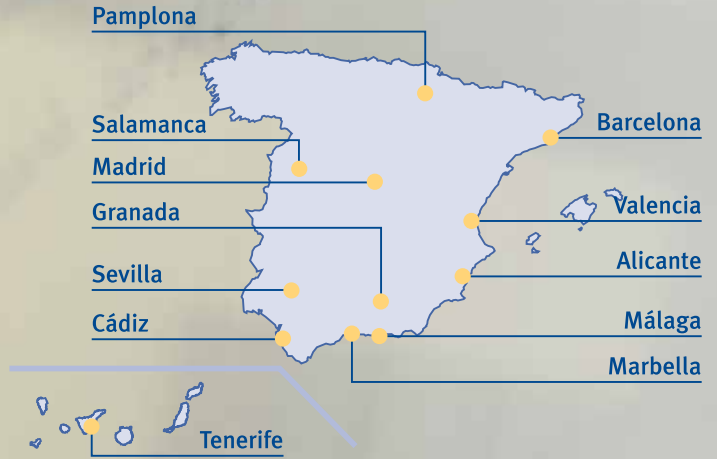 Pamplona
Salamanca
Barcelona
Madrid
Granada
Valencia
Alicante
Sevilla
Cádiz
Málaga
Marbella
Tenerife